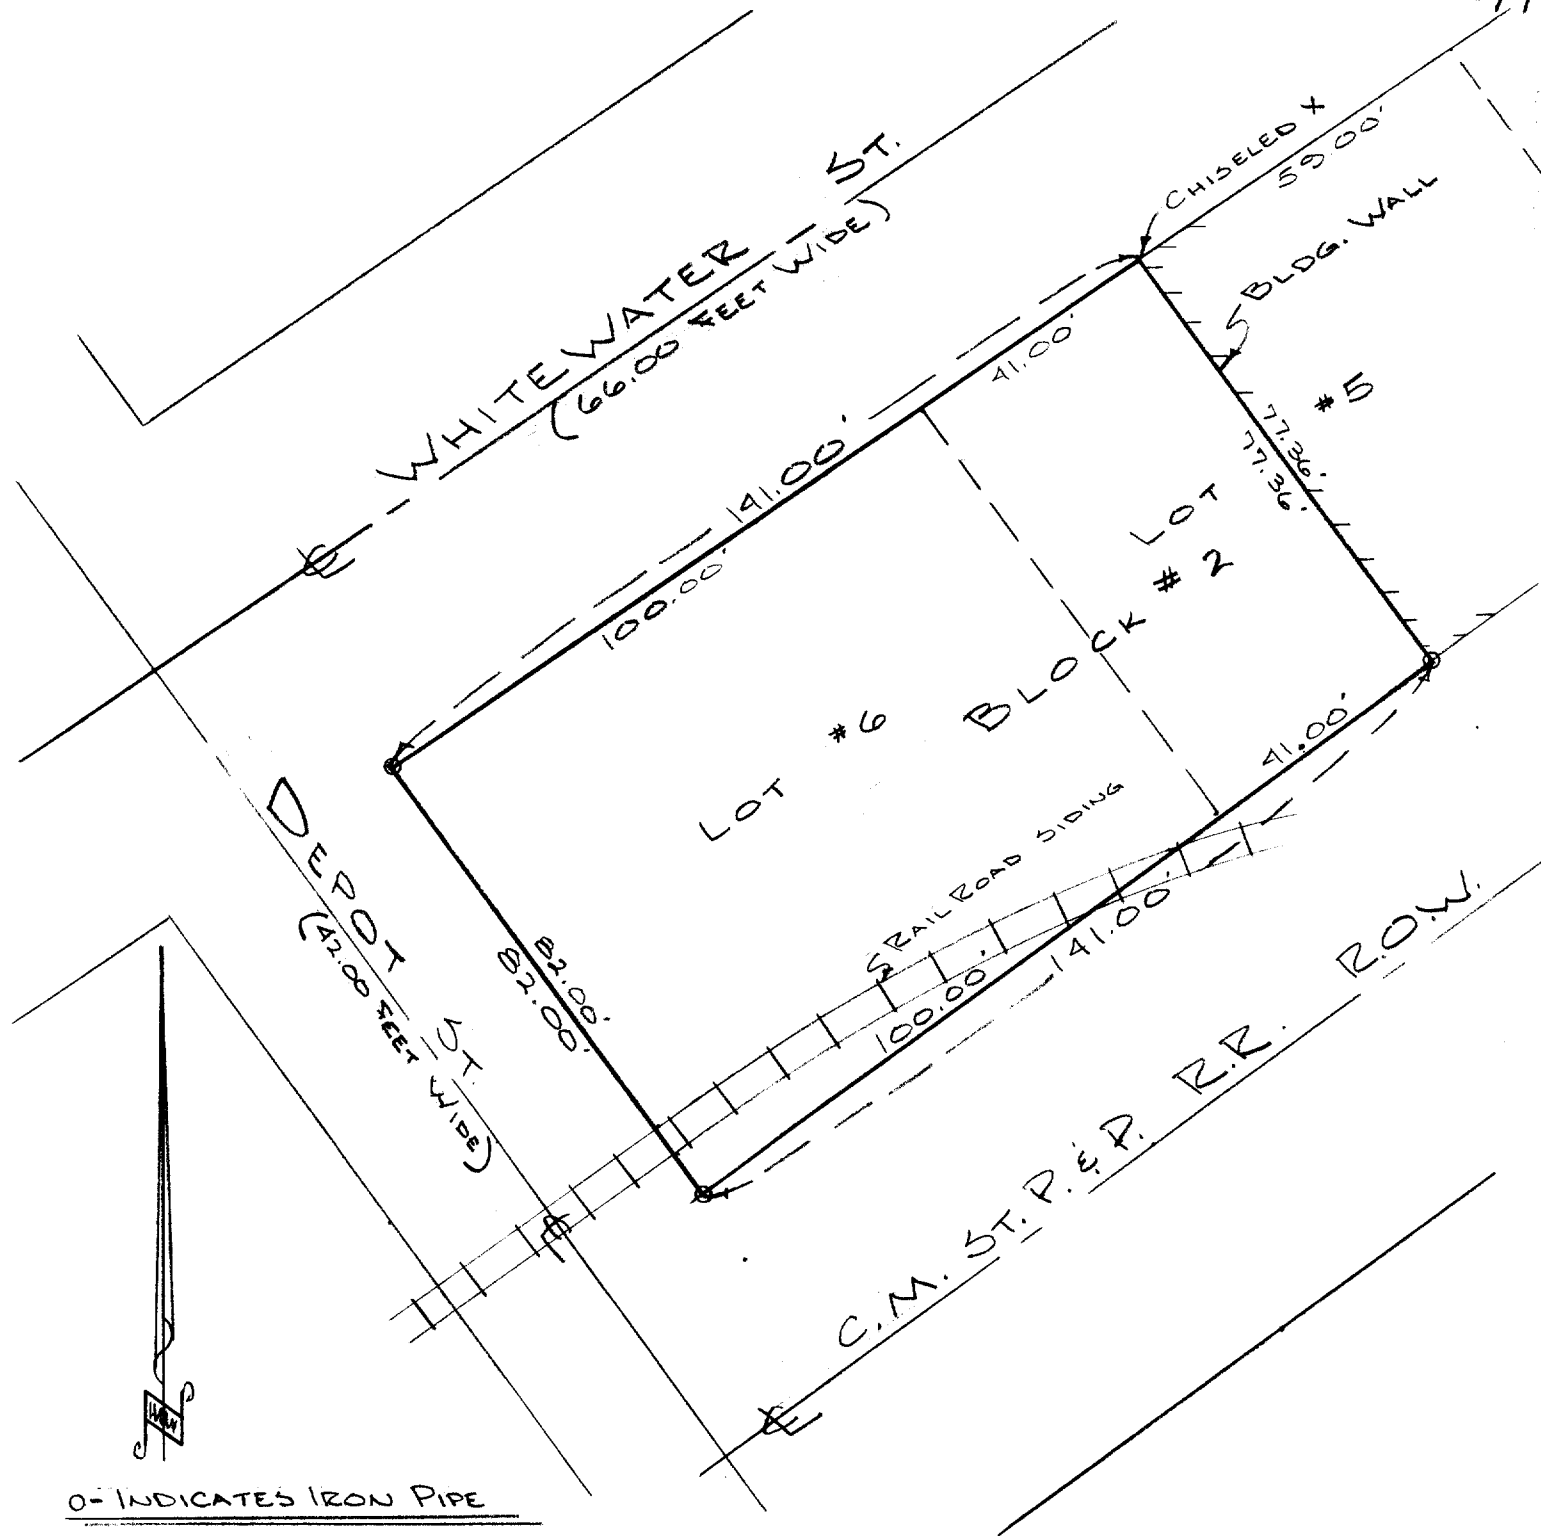 CHISELED X
59.00'
WHITEWATER ST.
(66.00 FEET WIDE)
BLDG. WALL
41.00'
#5
77.36'
77.36'
141.00'
100.00'
LOT
BLOCK #2
LOT #6
41.00'
DEPOT ST.
(42.00 FEET WIDE)
82.00'
82.00'
RAILROAD SIDING
100.00'
141.00'
C.M. ST. P. & P. R.R. R.O.W.
N
O- INDICATES IRON PIPE